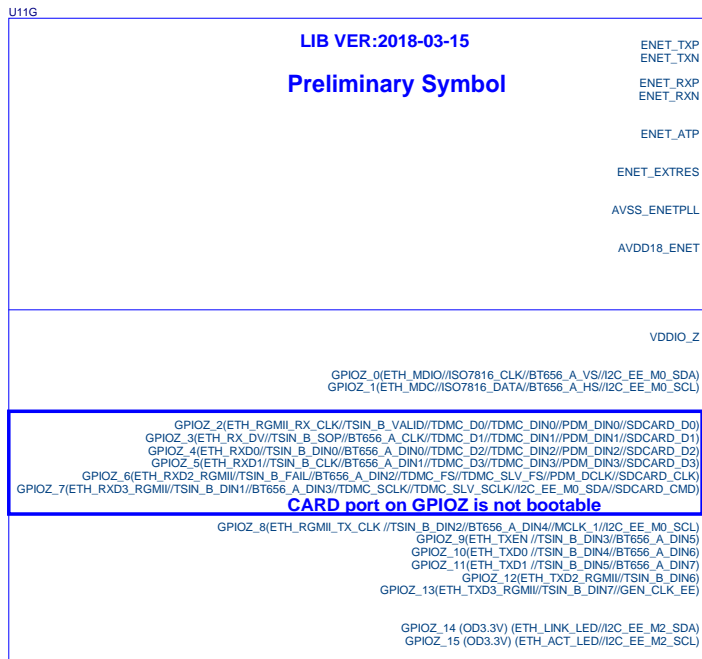 U11G
LIB VER:2018-03-15
Preliminary Symbol
ENET_TXP
ENET_TXN
ENET_RXP
ENET_RXN
ENET_ATP
ENET_EXTRES
AVSS_ENETPLL
AVDD18_ENET
VDDIO_Z
GPIOZ_0(ETH_MDIO//ISO7816_CLK//BT656_A_VS//I2C_EE_M0_SDA)
GPIOZ_1(ETH_MDC//ISO7816_DATA//BT656_A_HS//I2C_EE_M0_SCL)
GPIOZ_2(ETH_RGMII_RX_CLK//TSIN_B_VALID//TDMC_D0//TDMC_DIN0//PDM_DIN0//SDCARD_D0)
GPIOZ_3(ETH_RX_DV//TSIN_B_SOP//BT656_A_CLK//TDMC_D1//TDMC_DIN1//PDM_DIN1//SDCARD_D1)
GPIOZ_4(ETH_RXD0//TSIN_B_DIN0//BT656_A_DIN0//TDMC_D2//TDMC_DIN2//PDM_DIN2//SDCARD_D2)
GPIOZ_5(ETH_RXD1//TSIN_B_CLK//BT656_A_DIN1//TDMC_D3//TDMC_DIN3//PDM_DIN3//SDCARD_D3)
GPIOZ_6(ETH_RXD2_RGMII//TSIN_B_FAIL//BT656_A_DIN2//TDMC_FS//TDMC_SLV_FS//PDM_DCLK//SDCARD_CLK)
GPIOZ_7(ETH_RXD3_RGMII//TSIN_B_DIN1//BT656_A_DIN3//TDMC_SCLK//TDMC_SLV_SCLK//I2C_EE_M0_SDA//SDCARD_CMD)
CARD port on GPIOZ is not bootable
GPIOZ_8(ETH_RGMII_TX_CLK //TSIN_B_DIN2//BT656_A_DIN4//MCLK_1//I2C_EE_M0_SCL)
GPIOZ_9(ETH_TXEN //TSIN_B_DIN3//BT656_A_DIN5)
GPIOZ_10(ETH_TXD0 //TSIN_B_DIN4//BT656_A_DIN6)
GPIOZ_11(ETH_TXD1 //TSIN_B_DIN5//BT656_A_DIN7)
GPIOZ_12(ETH_TXD2_RGMII//TSIN_B_DIN6)
GPIOZ_13(ETH_TXD3_RGMII//TSIN_B_DIN7//GEN_CLK_EE)
GPIOZ_14 (OD3.3V) (ETH_LINK_LED//I2C_EE_M2_SDA)
GPIOZ_15 (OD3.3V) (ETH_ACT_LED//I2C_EE_M2_SCL)